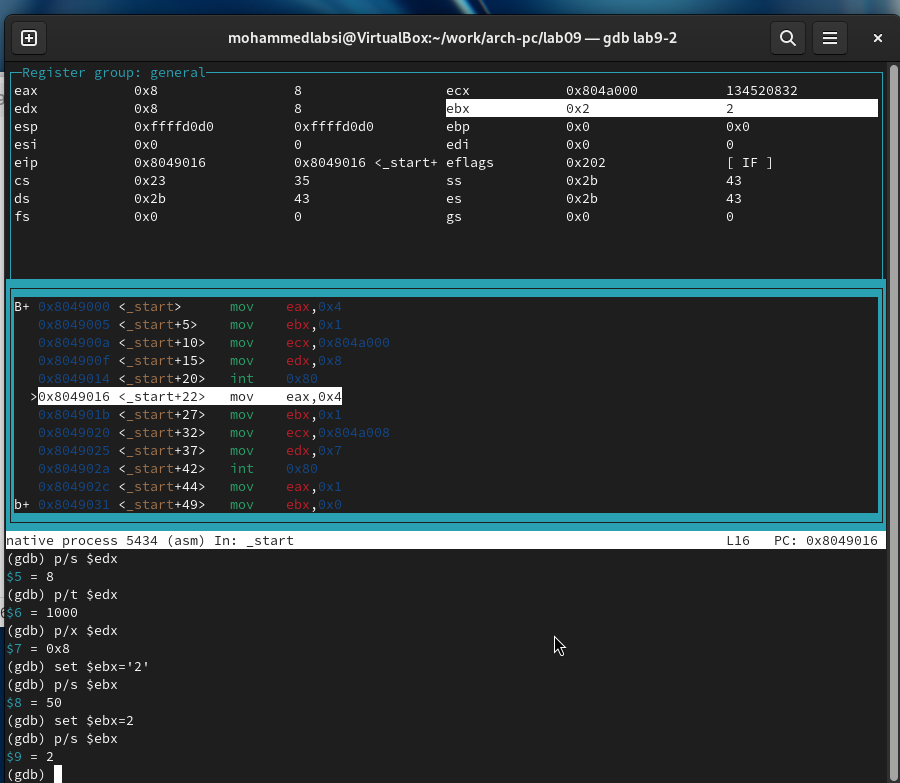 mohammedlabsi@VirtualBox:~/work/arch-pc/lab09 — gdb lab9-2
Register group: general
eax 0x8 8 ecx 0x804a000 134520832
edx 0x8 8 ebx 0x2 2
esp 0xffffd0d0 0xffffd0d0 ebp 0x0 0x0
esi 0x0 0 edi 0x0 0
eip 0x8049016 0x8049016 <_start+ eflags 0x202 [ IF ]
cs 0x23 35 ss 0x2b 43
ds 0x2b 43 es 0x2b 43
fs 0x0 0 gs 0x0 0
B+ 0x8049000 <_start> mov eax,0x4
0x8049005 <_start+5> mov ebx,0x1
0x804900a <_start+10> mov ecx,0x804a000
0x804900f <_start+15> mov edx,0x8
0x8049014 <_start+20> int 0x80
>0x8049016 <_start+22> mov eax,0x4
0x804901b <_start+27> mov ebx,0x1
0x8049020 <_start+32> mov ecx,0x804a008
0x8049025 <_start+37> mov edx,0x7
0x804902a <_start+42> int 0x80
0x804902c <_start+44> mov eax,0x1
b+ 0x8049031 <_start+49> mov ebx,0x0
native process 5434 (asm) In: _start L16 PC: 0x8049016
(gdb) p/s $edx
$5 = 8
(gdb) p/t $edx
$6 = 1000
(gdb) p/x $edx
$7 = 0x8
(gdb) set $ebx='2'
(gdb) p/s $ebx
$8 = 50
(gdb) set $ebx=2
(gdb) p/s $ebx
$9 = 2
(gdb)